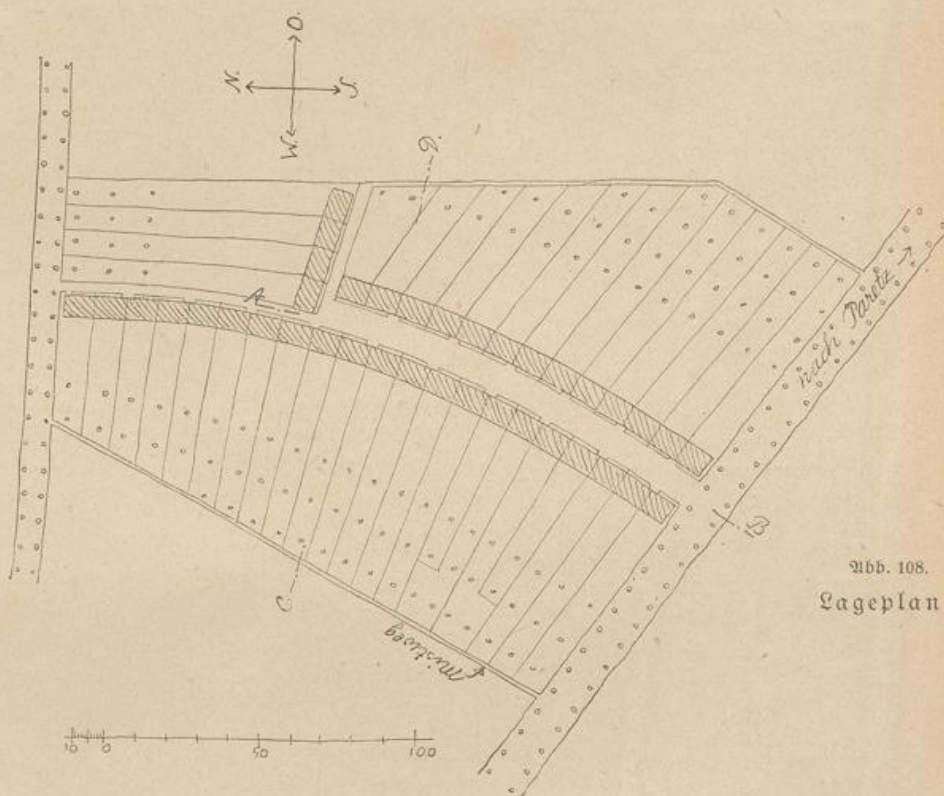 O.
N.
S.
W.
D.
A
nach Paretz →
B
C.
Mistweg
Abb. 108.
Lageplan
10 0 50 100